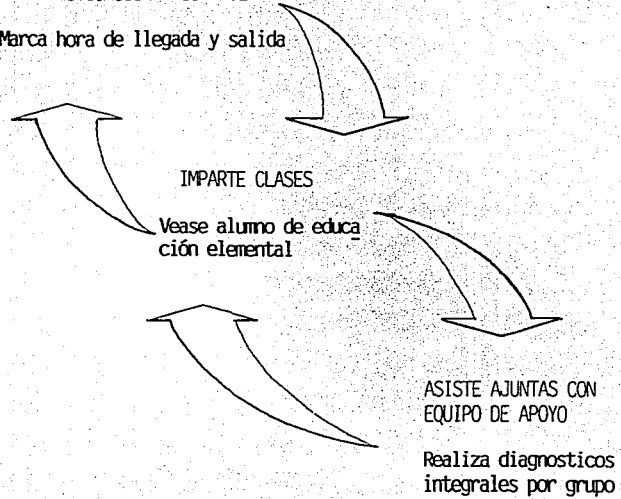 Marca hora de llegada y salida
IMPARTE CLASES
Vease alumno de educa
ción elemental
ASISTE AJUNTAS CON
EQUIPO DE APOYO
Realiza diagnosticos
integrales por grupo